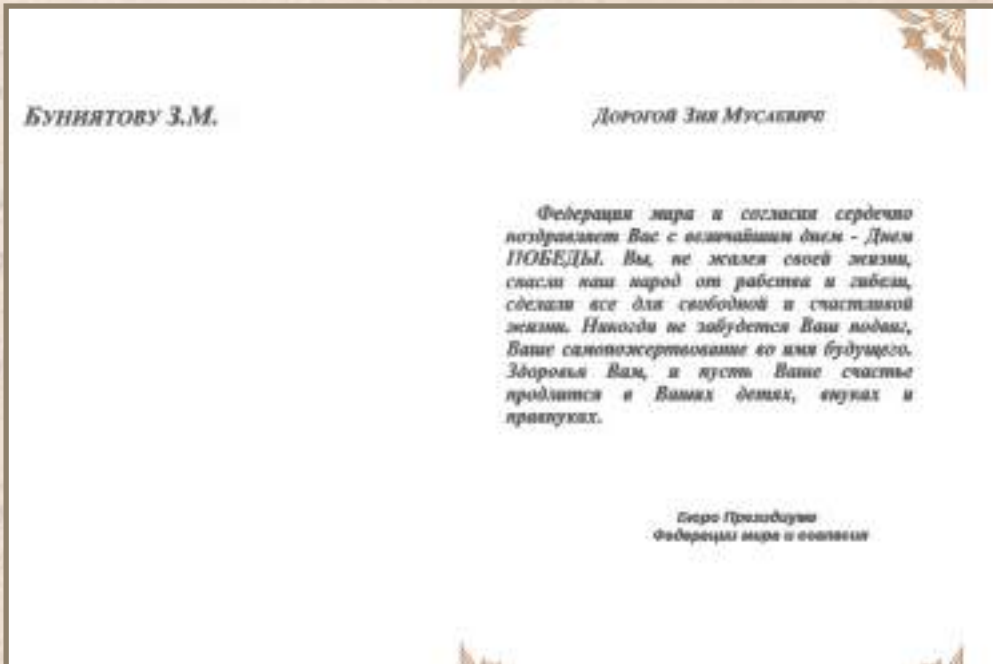 Буниятову З.М.
Дорогой Зия Мусаевич!
Федерация мира и согласия сердечно
поздравляет Вас с величайшим днем - Днем
ПОБЕДЫ. Вы, не жалея своей жизни,
спасли наш народ от рабства и гибели,
сделали все для свободной и счастливой
жизни. Никогда не забудется Ваш подвиг,
Ваше самопожертвование во имя будущего.
Здоровья Вам, и пусть Ваше счастье
продлится в Ваших детях, внуках и
правнуках.
Бюро Президиума
Федерации мира и согласия